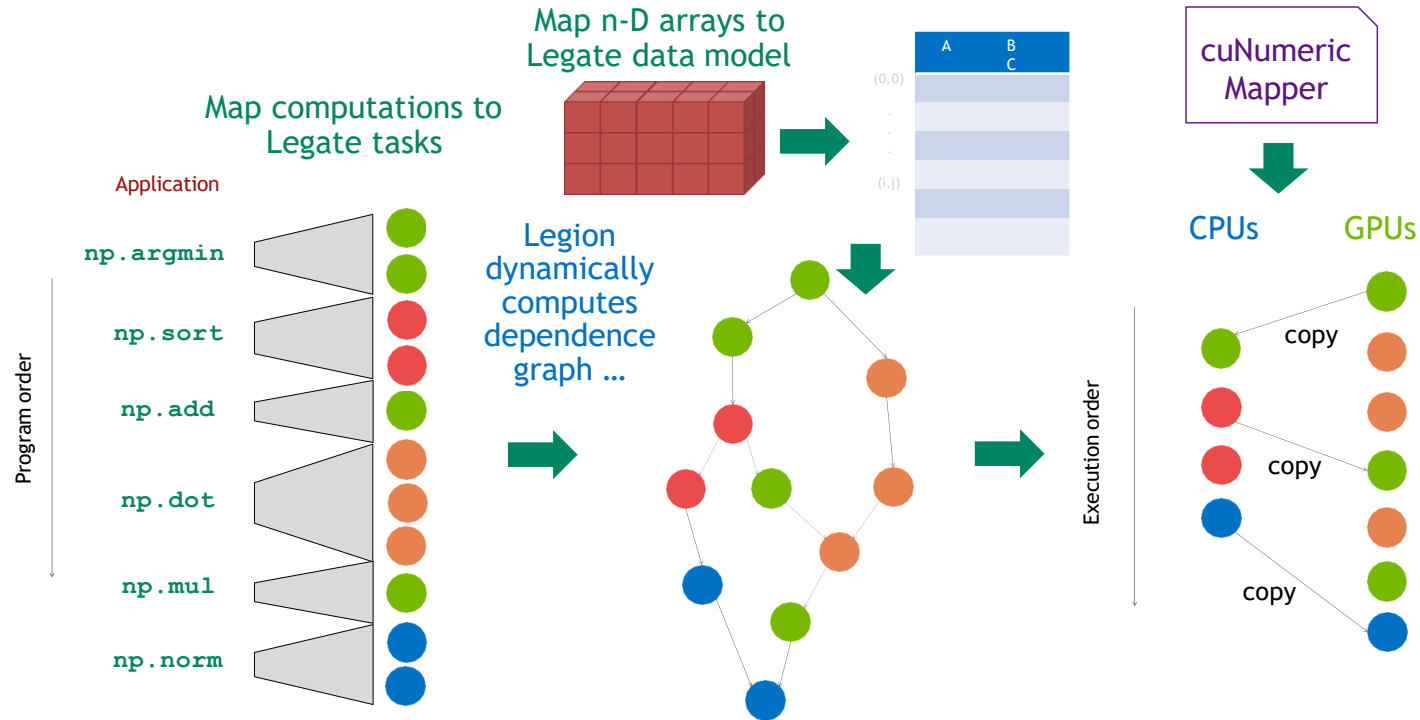 Map n-D arrays to
Legate data model
A B
C
(0,0)
.
.
.
(i,j)
cuNumeric
Mapper
Map computations to
Legate tasks
Application
np.argmin
np.sort
np.add
np.dot
np.mul
np.norm
Program order
Legion
dynamically
computes
dependence
graph …
CPUs
GPUs
copy
copy
copy
Execution order